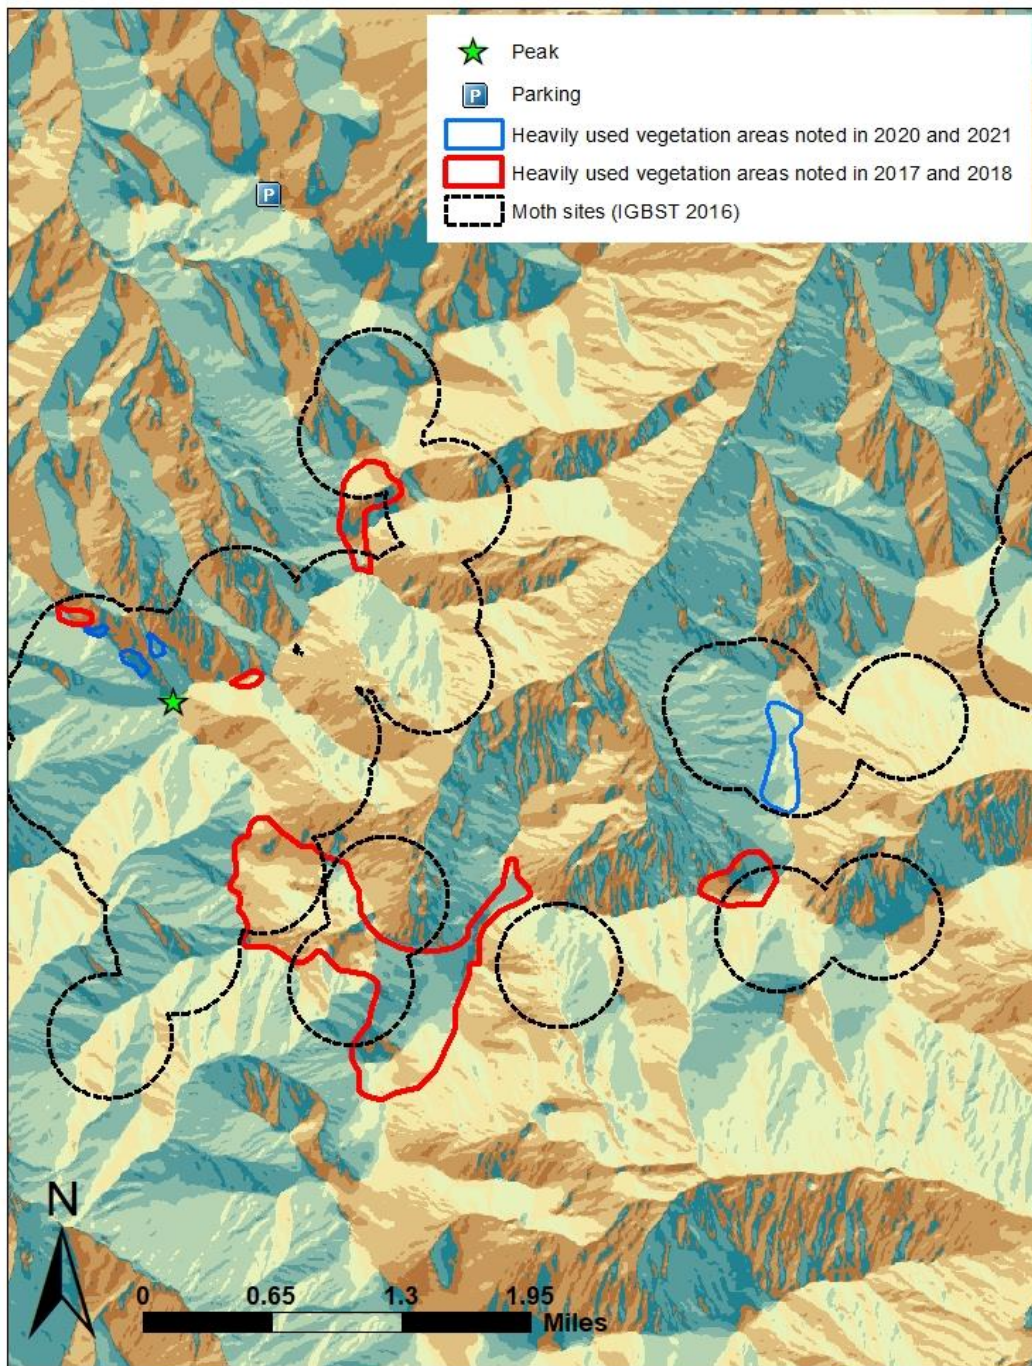 Peak
P
Parking
Heavily used vegetation areas noted in 2020 and 2021
Heavily used vegetation areas noted in 2017 and 2018
Moth sites (IGBST 2016)
P
N
0 0.65 1.3 1.95
Miles